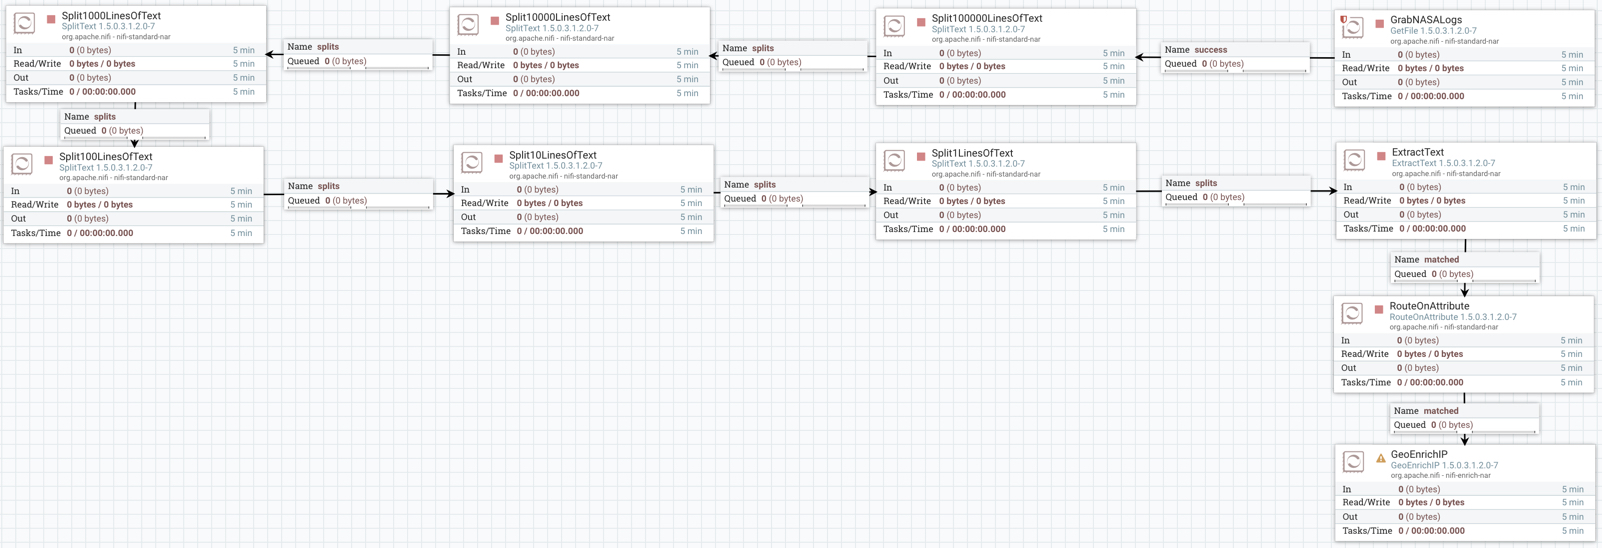 Split1000LinesOfText
SplitText 1.5.0.3.1.2.0-7
org.apache.nifi - nifi-standard-nar
In 0 (0 bytes) 5 min
Read/Write 0 bytes / 0 bytes 5 min
Out 0 (0 bytes) 5 min
Tasks/Time 0 / 00:00:00.000 5 min
Name splits
Queued 0 (0 bytes)
Split10000LinesOfText
SplitText 1.5.0.3.1.2.0-7
org.apache.nifi - nifi-standard-nar
In 0 (0 bytes) 5 min
Read/Write 0 bytes / 0 bytes 5 min
Out 0 (0 bytes) 5 min
Tasks/Time 0 / 00:00:00.000 5 min
Name splits
Queued 0 (0 bytes)
Split100000LinesOfText
SplitText 1.5.0.3.1.2.0-7
org.apache.nifi - nifi-standard-nar
In 0 (0 bytes) 5 min
Read/Write 0 bytes / 0 bytes 5 min
Out 0 (0 bytes) 5 min
Tasks/Time 0 / 00:00:00.000 5 min
Name success
Queued 0 (0 bytes)
GrabNASALogs
GetFile 1.5.0.3.1.2.0-7
org.apache.nifi - nifi-standard-nar
In 0 (0 bytes) 5 min
Read/Write 0 bytes / 0 bytes 5 min
Out 0 (0 bytes) 5 min
Tasks/Time 0 / 00:00:00.000 5 min
Name splits
Queued 0 (0 bytes)
Split100LinesOfText
SplitText 1.5.0.3.1.2.0-7
org.apache.nifi - nifi-standard-nar
In 0 (0 bytes) 5 min
Read/Write 0 bytes / 0 bytes 5 min
Out 0 (0 bytes) 5 min
Tasks/Time 0 / 00:00:00.000 5 min
Name splits
Queued 0 (0 bytes)
Split10LinesOfText
SplitText 1.5.0.3.1.2.0-7
org.apache.nifi - nifi-standard-nar
In 0 (0 bytes) 5 min
Read/Write 0 bytes / 0 bytes 5 min
Out 0 (0 bytes) 5 min
Tasks/Time 0 / 00:00:00.000 5 min
Name splits
Queued 0 (0 bytes)
Split1LinesOfText
SplitText 1.5.0.3.1.2.0-7
org.apache.nifi - nifi-standard-nar
In 0 (0 bytes) 5 min
Read/Write 0 bytes / 0 bytes 5 min
Out 0 (0 bytes) 5 min
Tasks/Time 0 / 00:00:00.000 5 min
Name splits
Queued 0 (0 bytes)
ExtractText
ExtractText 1.5.0.3.1.2.0-7
org.apache.nifi - nifi-standard-nar
In 0 (0 bytes) 5 min
Read/Write 0 bytes / 0 bytes 5 min
Out 0 (0 bytes) 5 min
Tasks/Time 0 / 00:00:00.000 5 min
Name matched
Queued 0 (0 bytes)
RouteOnAttribute
RouteOnAttribute 1.5.0.3.1.2.0-7
org.apache.nifi - nifi-standard-nar
In 0 (0 bytes) 5 min
Read/Write 0 bytes / 0 bytes 5 min
Out 0 (0 bytes) 5 min
Tasks/Time 0 / 00:00:00.000 5 min
Name matched
Queued 0 (0 bytes)
GeoEnrichIP
GeoEnrichIP 1.5.0.3.1.2.0-7
org.apache.nifi - nifi-enrich-nar
In 0 (0 bytes) 5 min
Read/Write 0 bytes / 0 bytes 5 min
Out 0 (0 bytes) 5 min
Tasks/Time 0 / 00:00:00.000 5 min